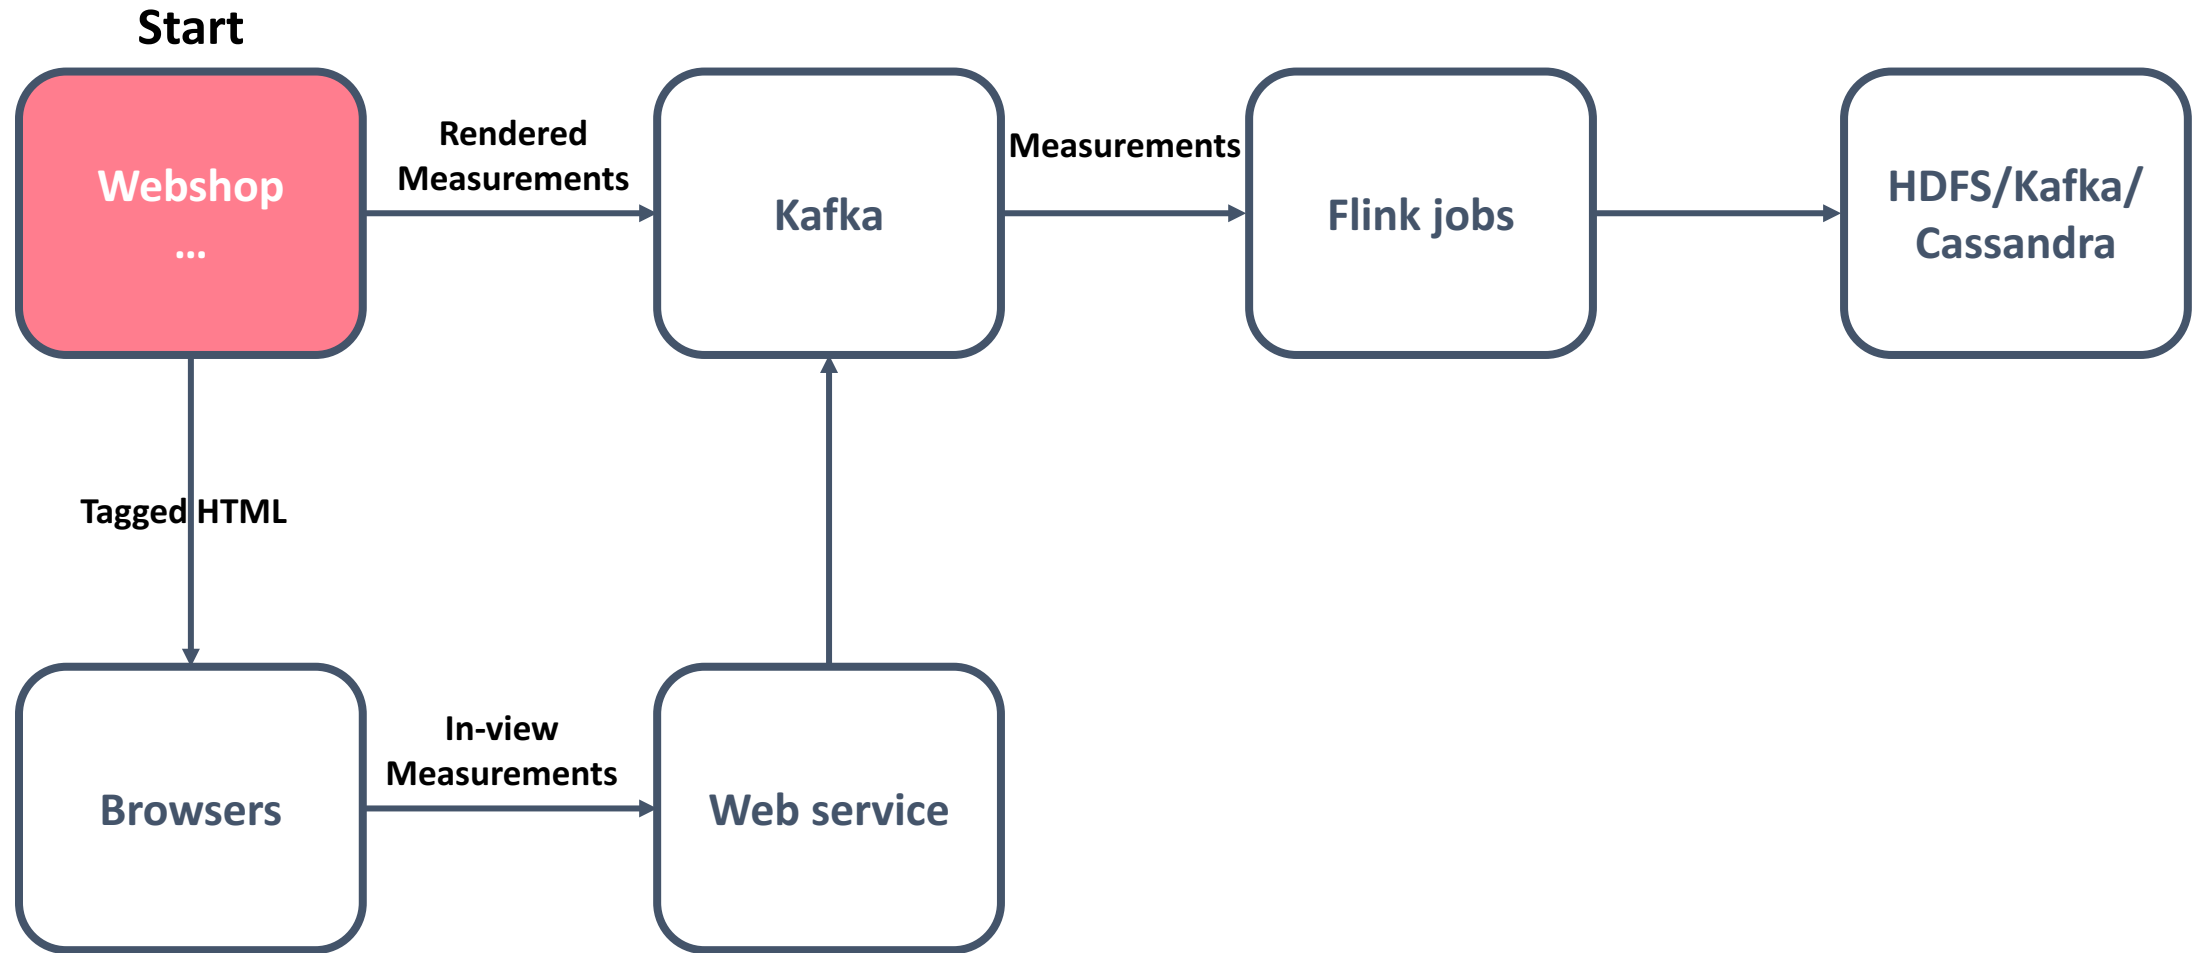 Start
Webshop
...
Rendered
Measurements
Kafka
Measurements
Flink jobs
HDFS/Kafka/
Cassandra
Tagged HTML
Browsers
In-view
Measurements
Web service